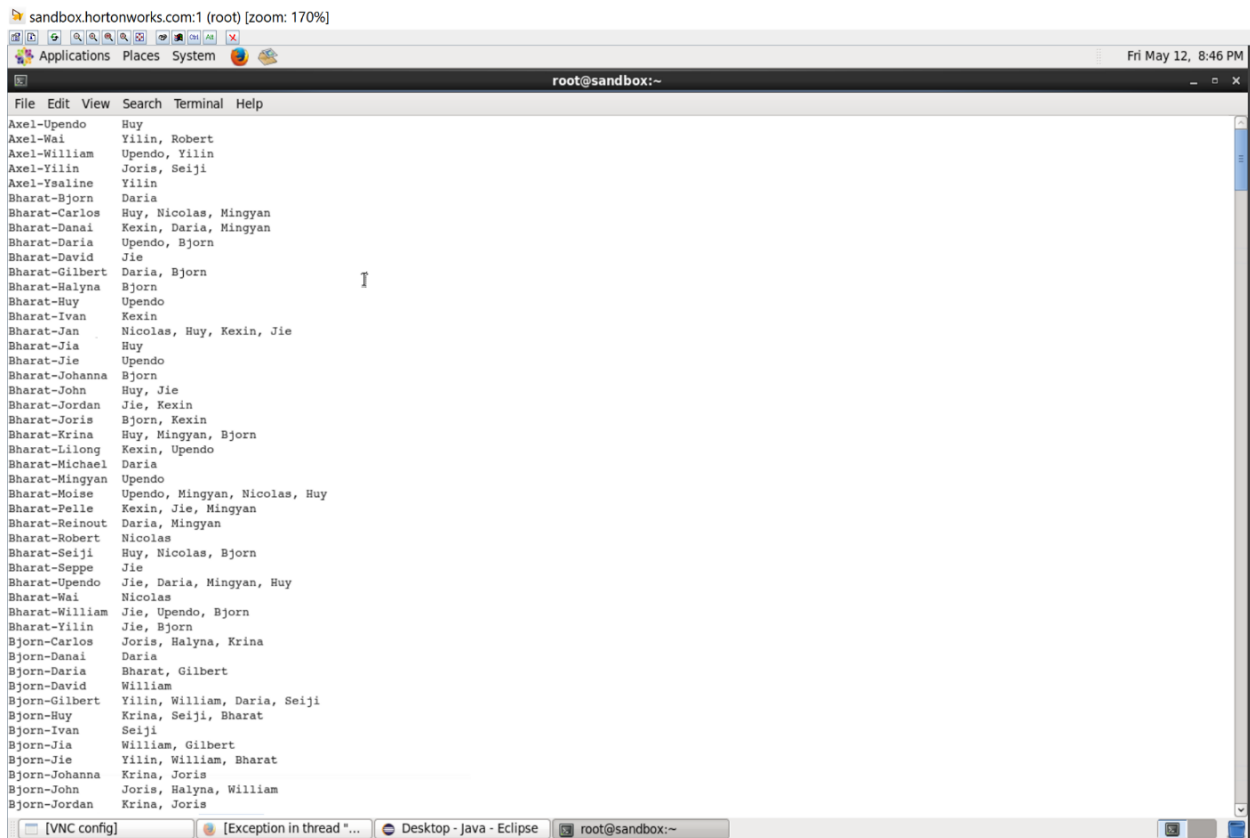 sandbox.hortonworks.com:1 (root) [zoom: 170%]
Applications Places System Fri May 12, 8:46 PM
root@sandbox:~
File Edit View Search Terminal Help
Axel-Upendo Huy
Axel-Wai Yilin, Robert
Axel-William Upendo, Yilin
Axel-Yilin Joris, Seiji
Axel-Ysaline Yilin
Bharat-Bjorn Daria
Bharat-Carlos Huy, Nicolas, Mingyan
Bharat-Danai Kexin, Daria, Mingyan
Bharat-Daria Upendo, Bjorn
Bharat-David Jie
Bharat-Gilbert Daria, Bjorn
Bharat-Halyna Bjorn
Bharat-Huy Upendo
Bharat-Ivan Kexin
Bharat-Jan Nicolas, Huy, Kexin, Jie
Bharat-Jia Huy
Bharat-Jie Upendo
Bharat-Johanna Bjorn
Bharat-John Huy, Jie
Bharat-Jordan Jie, Kexin
Bharat-Joris Bjorn, Kexin
Bharat-Krina Huy, Mingyan, Bjorn
Bharat-Lilong Kexin, Upendo
Bharat-Michael Daria
Bharat-Mingyan Upendo
Bharat-Moise Upendo, Mingyan, Nicolas, Huy
Bharat-Pelle Kexin, Jie, Mingyan
Bharat-Reinout Daria, Mingyan
Bharat-Robert Nicolas
Bharat-Seiji Huy, Nicolas, Bjorn
Bharat-Seppe Jie
Bharat-Upendo Jie, Daria, Mingyan, Huy
Bharat-Wai Nicolas
Bharat-William Jie, Upendo, Bjorn
Bharat-Yilin Jie, Bjorn
Bjorn-Carlos Joris, Halyna, Krina
Bjorn-Danai Daria
Bjorn-Daria Bharat, Gilbert
Bjorn-David William
Bjorn-Gilbert Yilin, William, Daria, Seiji
Bjorn-Huy Krina, Seiji, Bharat
Bjorn-Ivan Seiji
Bjorn-Jia William, Gilbert
Bjorn-Jie Yilin, William, Bharat
Bjorn-Johanna Krina, Joris
Bjorn-John Joris, Halyna, William
Bjorn-Jordan Krina, Joris
[VNC config] [Exception in thread "... Desktop - Java - Eclipse root@sandbox:~